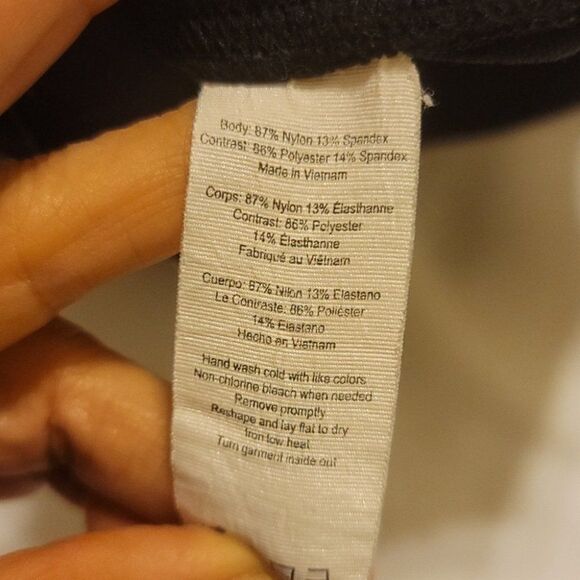 Body: 87% Nylon 13% Spandex
Contrast: 86% Polyester 14% Spandex
Made in Vietnam
Corps: 87% Nylon 13% Élasthanne
Contrast: 86% Polyester
14% Élasthanne
Fabriqué au Viêtnam
Cuerpo: 87% Nilon 13% Elastano
Le Contraste: 86% Poliéster
14% Elastano
Hecho en Vietnam
Hand wash cold with like colors
Non-chlorine bleach when needed
Remove promptly
Reshape and lay flat to dry
Iron low heat
Turn garment inside out